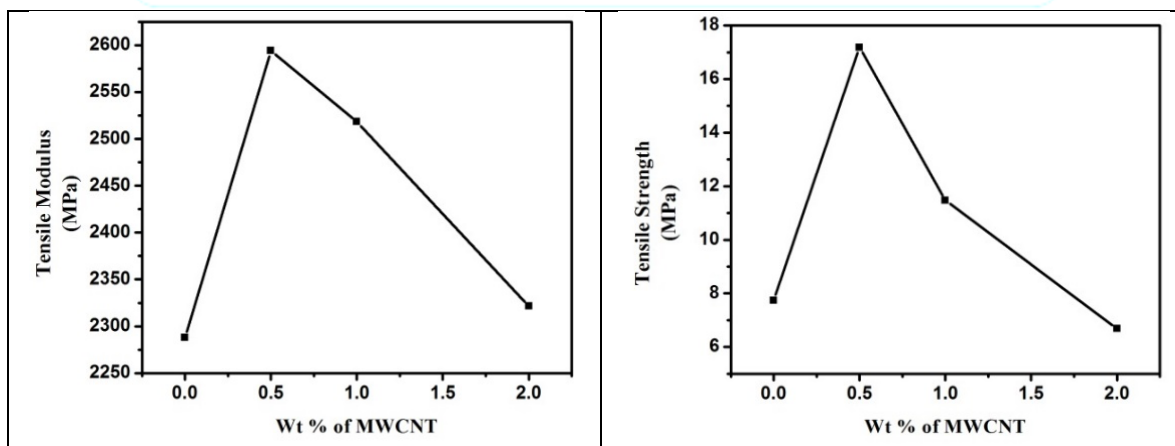 2600
2550
2500
2450
2400
2350
2300
2250
Tensile Modulus
(MPa)
0.0 0.5 1.0 1.5 2.0
Wt % of MWCNT
18
16
14
12
10
8
6
Tensile Strength
(MPa)
0.0 0.5 1.0 1.5 2.0
Wt % of MWCNT